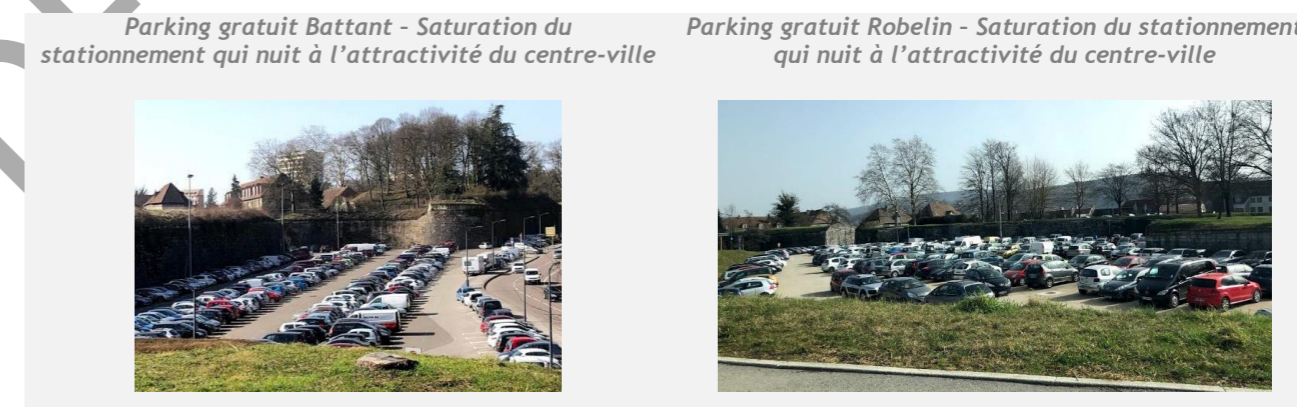 Parking gratuit Battant – Saturation du
stationnement qui nuit à l'attractivité du centre-ville
Parking gratuit Robelin – Saturation du stationnement
qui nuit à l'attractivité du centre-ville